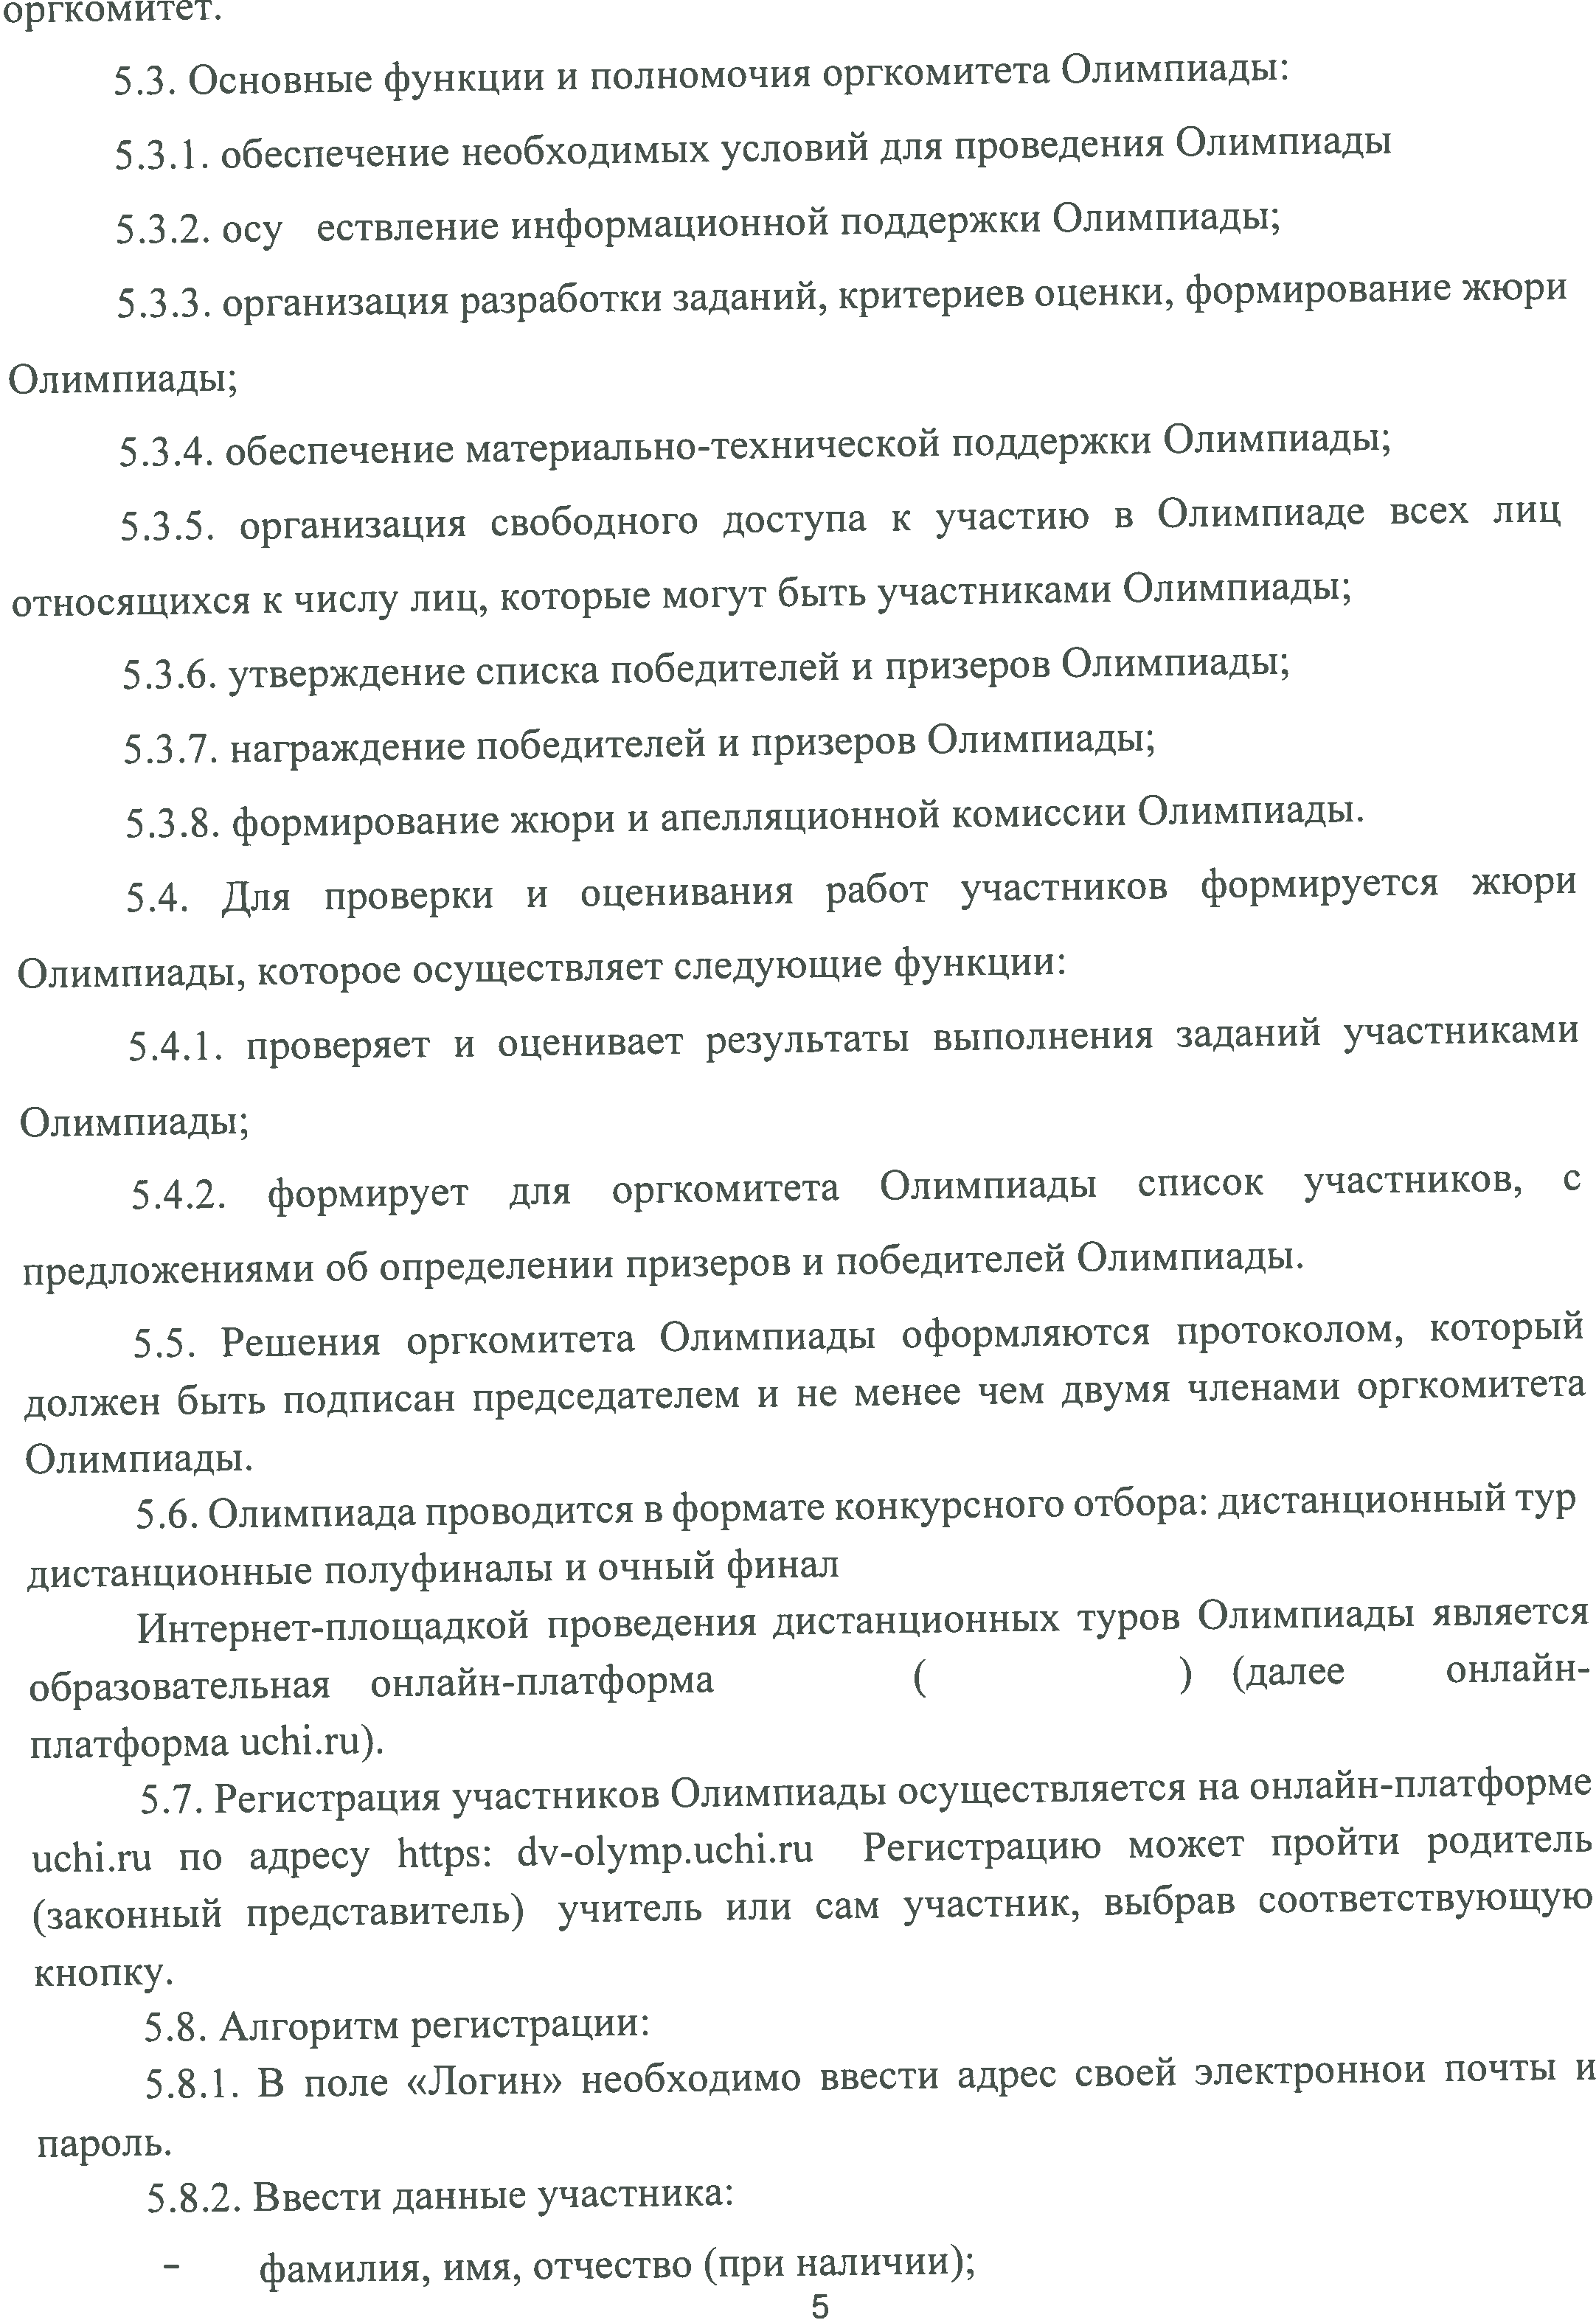 оргкомитет.
5.3. Основные функции и полномочия оргкомитета Олимпиады:
5.3.1. обеспечение необходимых условий для проведения Олимпиады
5.3.2. осу ествление информационной поддержки Олимпиады;
5.3.3. организация разработки заданий, критериев оценки, формирование жюри
Олимпиады;
5.3.4. обеспечение материально-технической поддержки Олимпиады;
5.3.5. организация свободного доступа к участию в Олимпиаде всех лиц
относящихся к числу лиц, которые могут быть участниками Олимпиады;
5.3.6. утверждение списка победителей и призеров Олимпиады;
5.3.7. награждение победителей и призеров Олимпиады;
5.3.8. формирование жюри и апелляционной комиссии Олимпиады.
5.4. Для проверки и оценивания работ участников формируется жюри
Олимпиады, которое осуществляет следующие функции:
5.4.1. проверяет и оценивает результаты выполнения заданий участниками
Олимпиады;
5.4.2. формирует для оргкомитета Олимпиады список участников, с
предложениями об определении призеров и победителей Олимпиады.
5.5. Решения оргкомитета Олимпиады оформляются протоколом, который
должен быть подписан председателем и не менее чем двумя членами оргкомитета
Олимпиады.
5.6. Олимпиада проводится в формате конкурсного отбора: дистанционный тур
дистанционные полуфиналы и очный финал
Интернет-площадкой проведения дистанционных туров Олимпиады является
образовательная онлайн-платформа ( ) (далее онлайн-
платформа uchi.ru).
5.7. Регистрация участников Олимпиады осуществляется на онлайн-платформе
uchi.ru по адресу https: dv-olymp.uchi.ru Регистрацию может пройти родитель
(законный представитель) учитель или сам участник, выбрав соответствующую
кнопку.
5.8. Алгоритм регистрации:
5.8.1. В поле «Логин» необходимо ввести адрес своей электроннои почты и
пароль.
5.8.2. Ввести данные участника:
- фамилия, имя, отчество (при наличии);
5